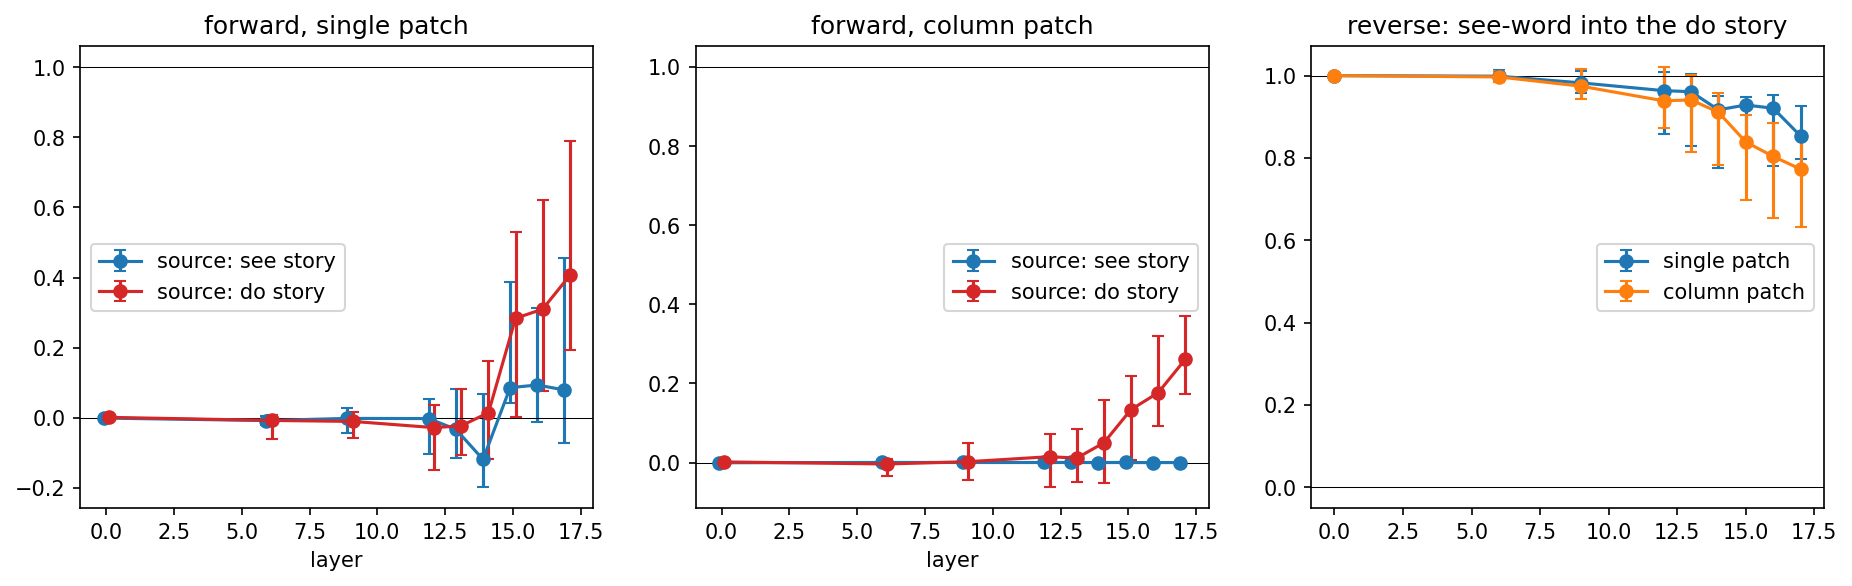 forward, single patch
1.0
0.8
0.6
0.4
0.2
0.0
−0.2
source: see story
source: do story
0.0 2.5 5.0 7.5 10.0 12.5 15.0 17.5
layer
forward, column patch
1.0
0.8
0.6
0.4
0.2
0.0
source: see story
source: do story
0.0 2.5 5.0 7.5 10.0 12.5 15.0 17.5
layer
reverse: see-word into the do story
1.0
0.8
0.6
0.4
0.2
0.0
single patch
column patch
0.0 2.5 5.0 7.5 10.0 12.5 15.0 17.5